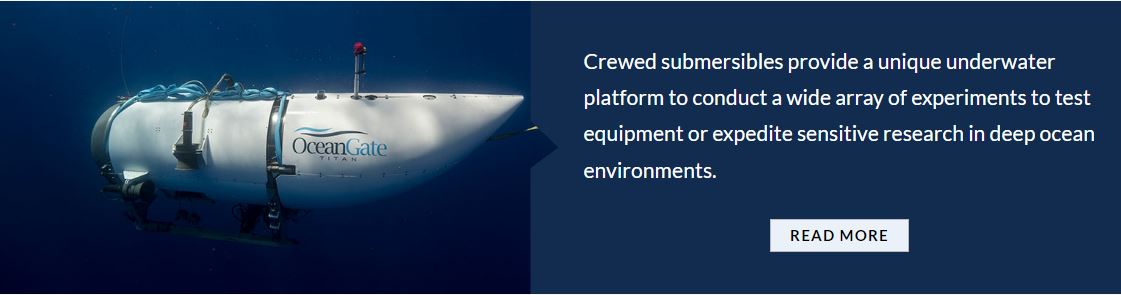 OceanGate
TITAN
Crewed submersibles provide a unique underwater
platform to conduct a wide array of experiments to test
equipment or expedite sensitive research in deep ocean
environments.
READ MORE